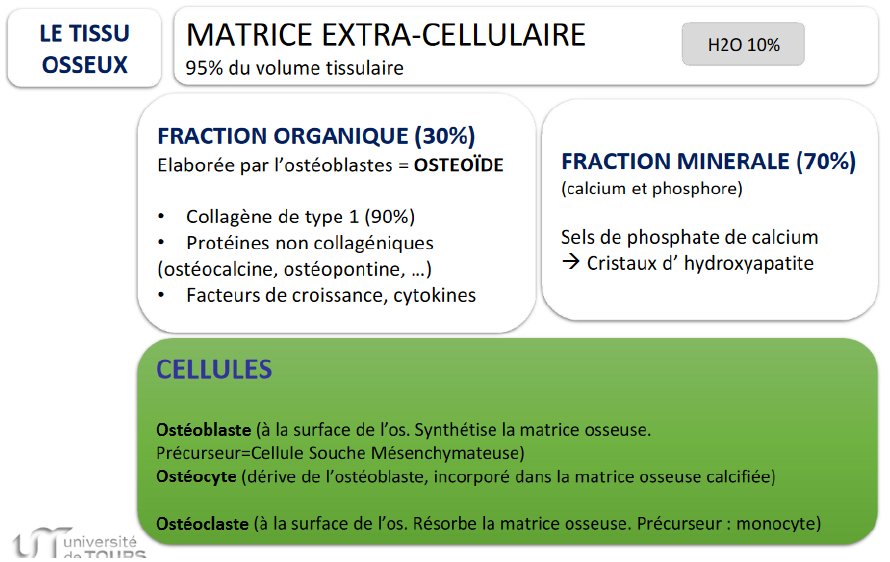 LE TISSU
OSSEUX
MATRICE EXTRA-CELLULAIRE
95% du volume tissulaire
H2O 10%
FRACTION ORGANIQUE (30%)
Elaborée par l’ostéoblastes = OSTEOÏDE
• Collagène de type 1 (90%)
• Protéines non collagéniques
(ostéocalcine, ostéopontine, …)
• Facteurs de croissance, cytokines
FRACTION MINERALE (70%)
(calcium et phosphore)
Sels de phosphate de calcium
→ Cristaux d’ hydroxyapatite
CELLULES
Ostéoblaste (à la surface de l’os. Synthétise la matrice osseuse.
Précurseur=Cellule Souche Mésenchymateuse)
Ostéocyte (dérive de l’ostéoblaste, incorporé dans la matrice osseuse calcifiée)
Ostéoclaste (à la surface de l’os. Résorbe la matrice osseuse. Précurseur : monocyte)
université
de TOURS